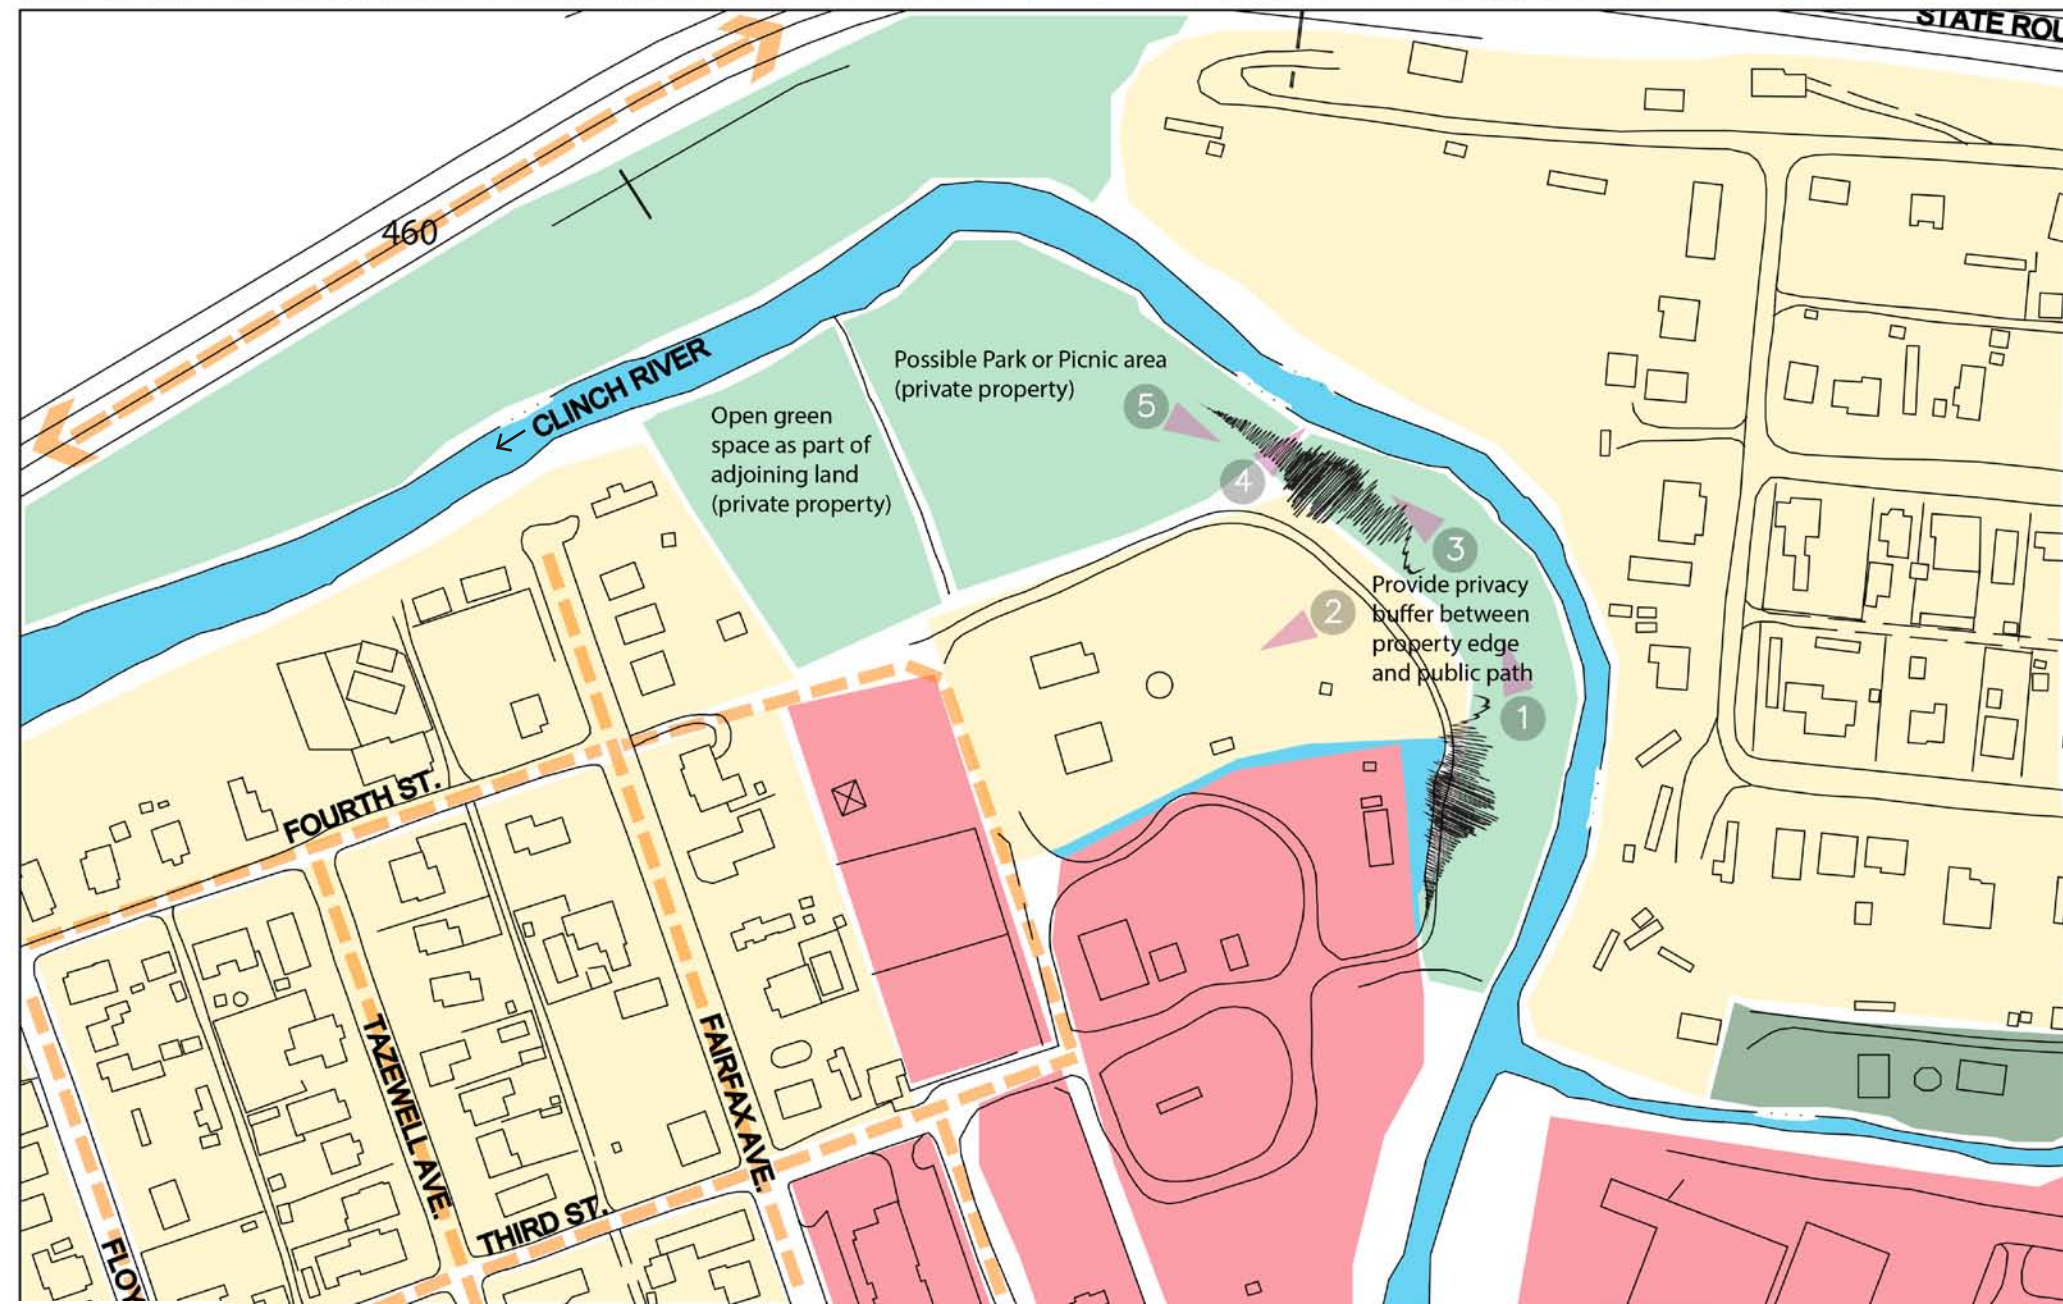 STATE ROU
460
CLINCH RIVER
Possible Park or Picnic area
(private property)
Open green
space as part of
adjoining land
(private property)
5
4
3
2
1
Provide privacy
buffer between
property edge
and public path
FOURTH ST.
TAZEWELL AVE.
FAIRFAX AVE.
THIRD ST.
FLOY